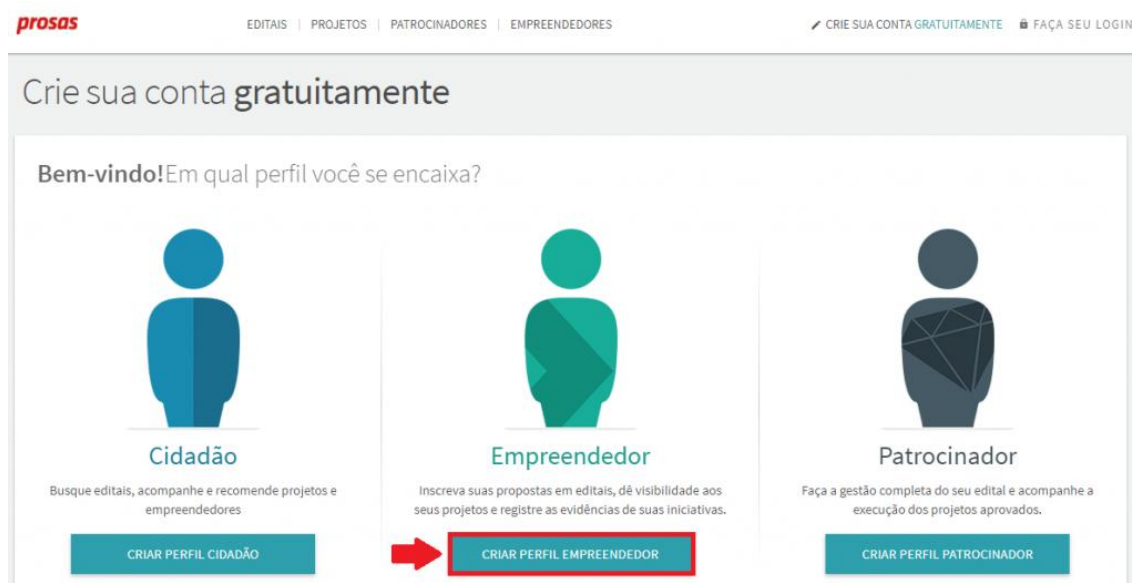 prosas
EDITAIS | PROJETOS | PATROCINADORES | EMPREENDEDORES
CRIE SUA CONTA GRATUITAMENTE
FAÇA SEU LOGIN
Crie sua conta gratuitamente
Bem-vindo!Em qual perfil você se encaixa?
Cidadão
Busque editais, acompanhe e recomende projetos e
empreendedores
CRIAR PERFIL CIDADÃO
Empreendedor
Inscreva suas propostas em editais, dê visibilidade aos
seus projetos e registre as evidências de suas iniciativas.
CRIAR PERFIL EMPREENDEDOR
Patrocinador
Faça a gestão completa do seu edital e acompanhe a
execução dos projetos aprovados.
CRIAR PERFIL PATROCINADOR